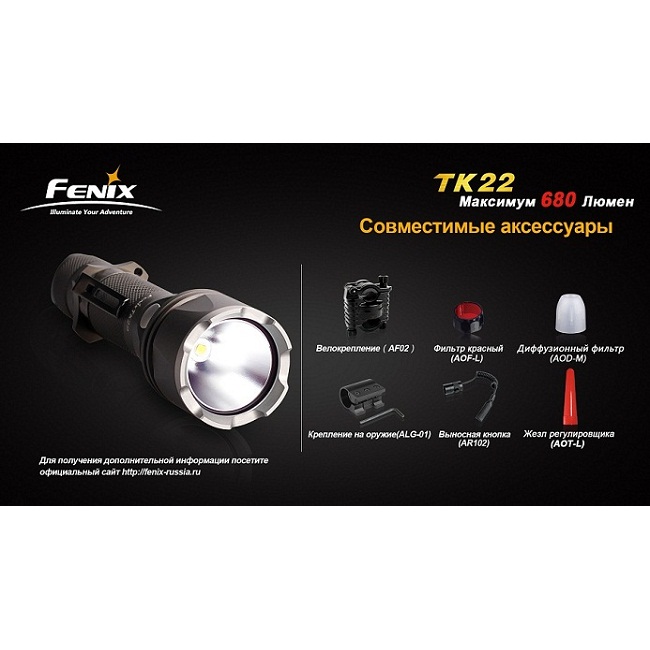 FENIX
Illuminate Your Adventure
TK22
Максимум 680 Люмен
Совместимые аксессуары
Велокрепление ( AF02 )
Фильтр красный
(AOF-L)
Диффузионный фильтр
(AOD-M)
Крепление на оружие(ALG-01)
Выносная кнопка
(AR102)
Жезл регулировщика
(AOT-L)
Для получения дополнительной информации посетите
официальный сайт http://fenix-russia.ru